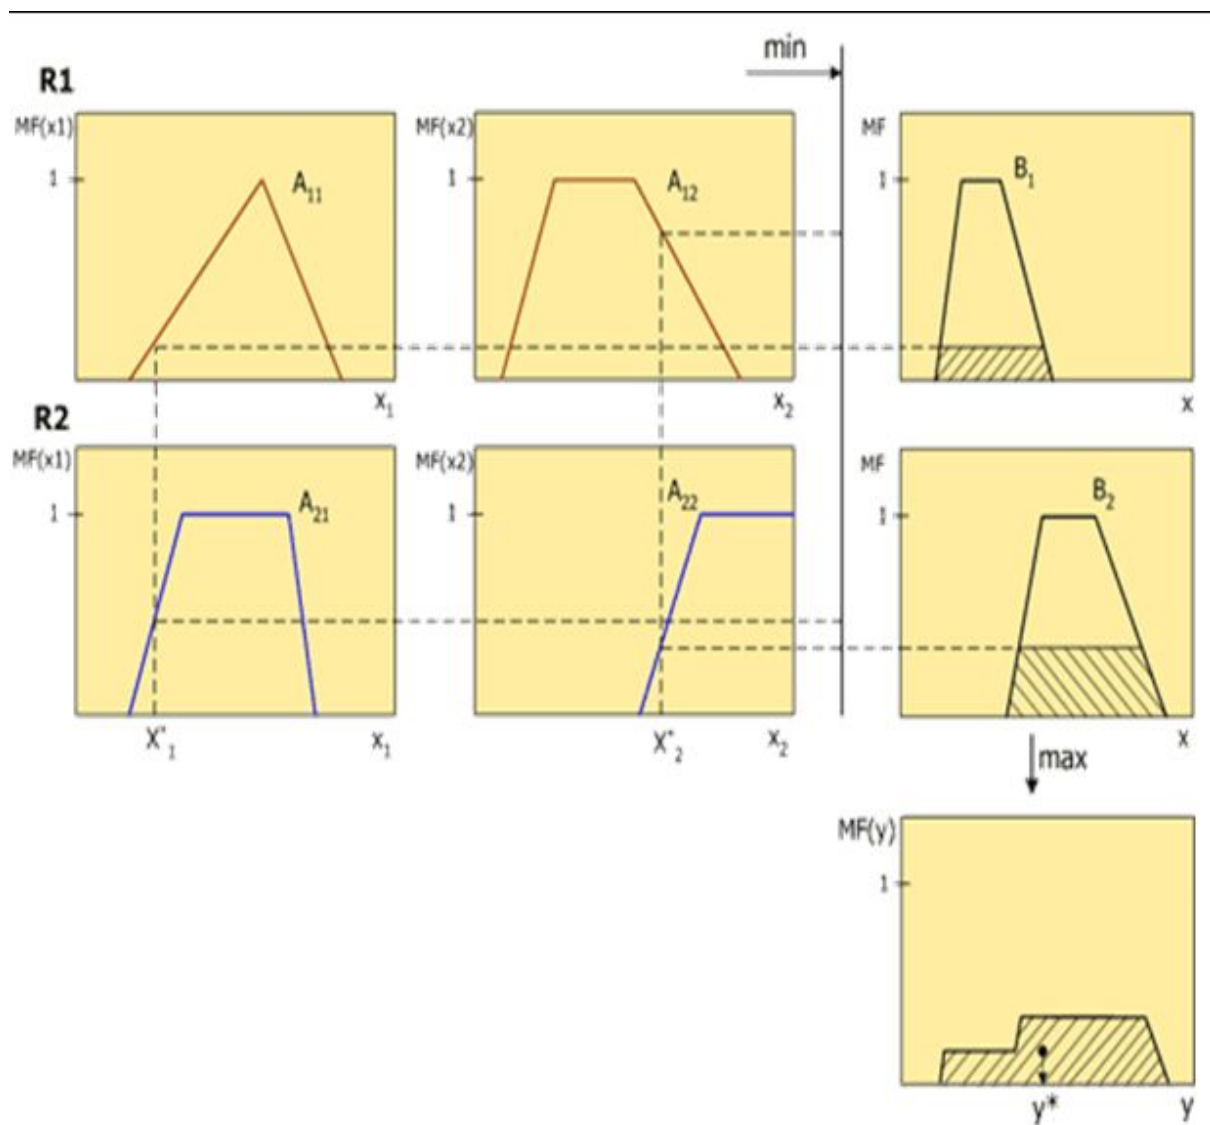 min
R1
MF(x1)
1
A₁₁
x₁
MF(x2)
1
A₁₂
x₂
MF
1
B₁
x
R2
MF(x1)
1
A₂₁
X*₁
x₁
MF(x2)
1
A₂₂
X*₂
x₂
MF
1
B₂
x
max
MF(y)
1
y*
y